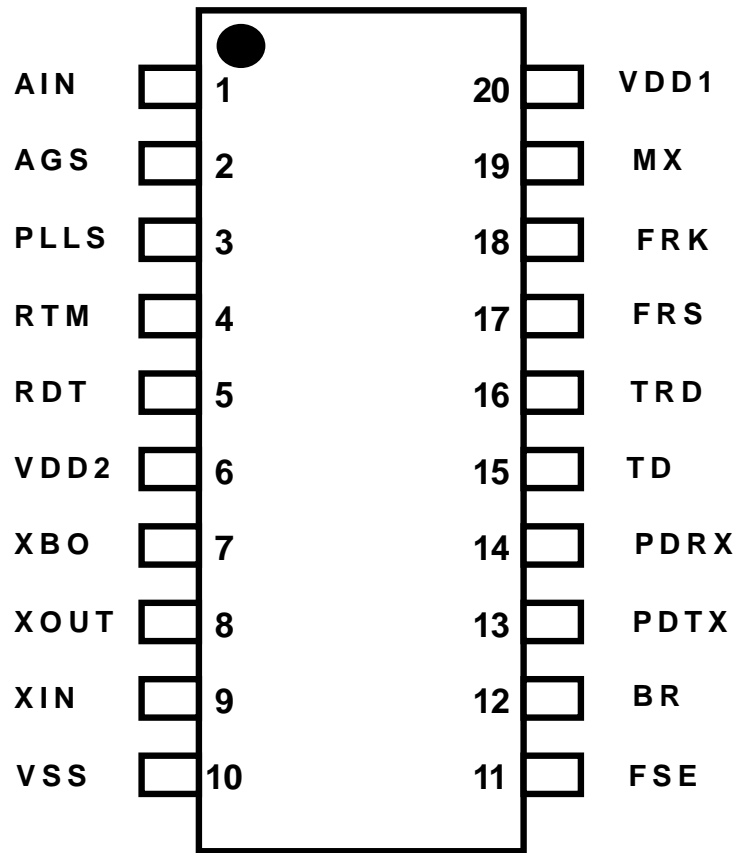 AIN 1 20 VDD1
AGS 2 19 MX
PLLS 3 18 FRK
RTM 4 17 FRS
RDT 5 16 TRD
VDD2 6 15 TD
XBO 7 14 PDRX
XOUT 8 13 PDTX
XIN 9 12 BR
VSS 10 11 FSE